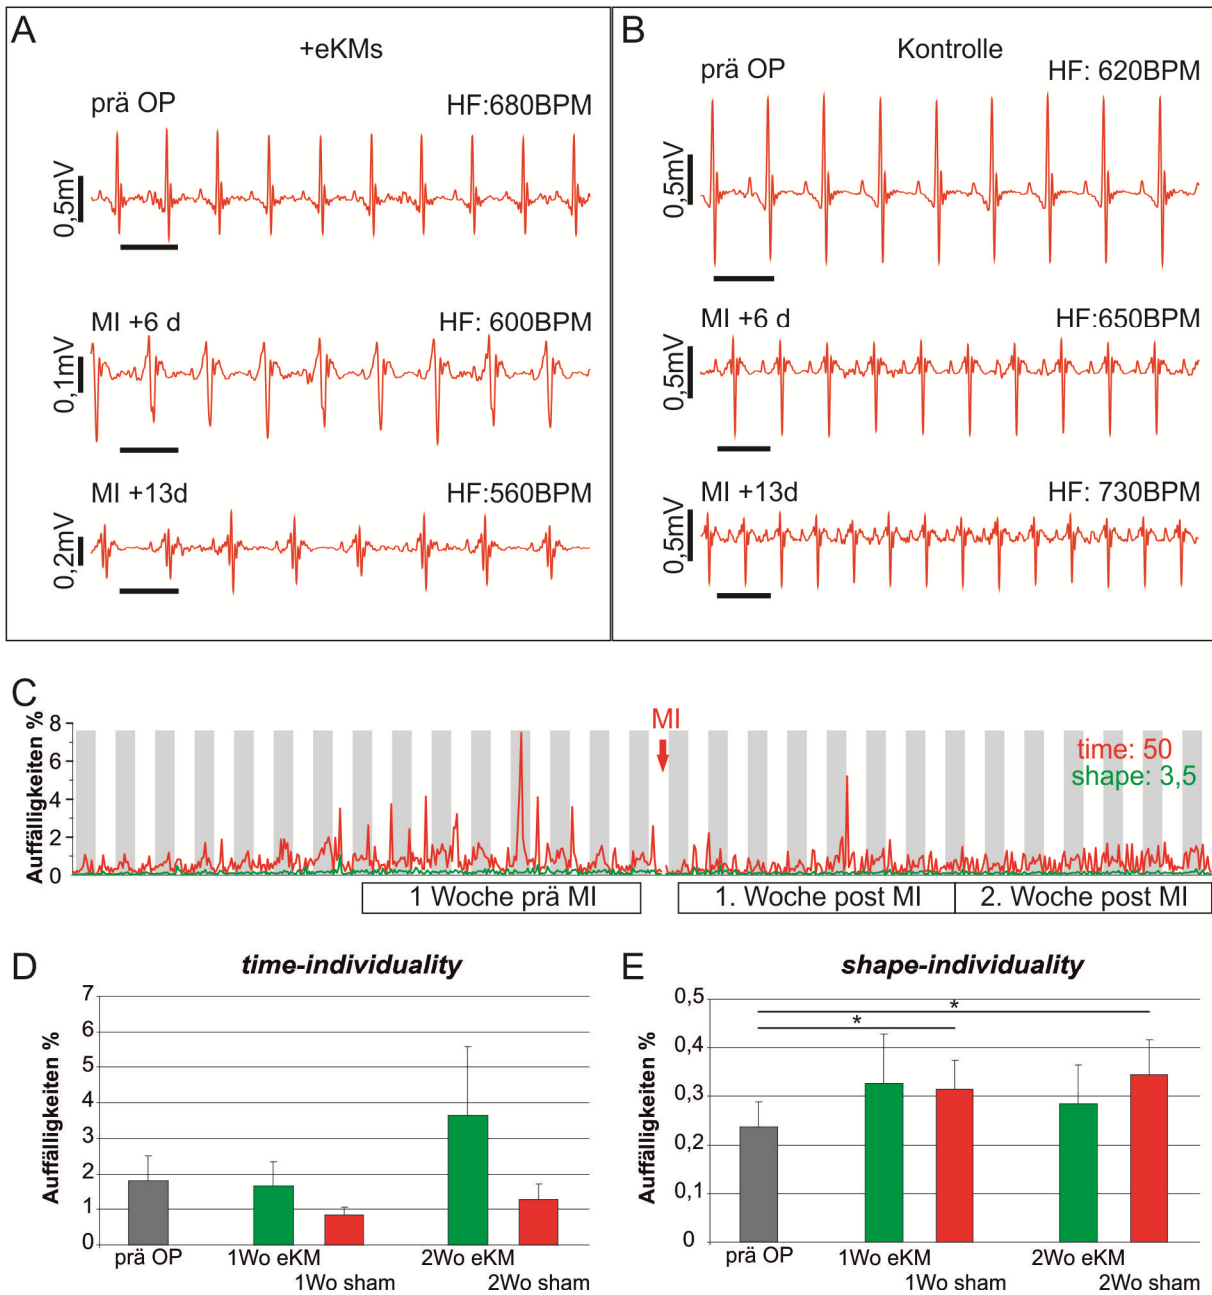 A
+eKMs
prä OP
HF:680BPM
0,5mV
MI +6 d
HF: 600BPM
0,1mV
MI +13d
HF:560BPM
0,2mV
B
Kontrolle
prä OP
HF: 620BPM
0,5mV
MI +6 d
HF:650BPM
0,5mV
MI +13d
HF: 730BPM
0,5mV
C
Auffälligkeiten %
8
6
4
2
0
MI
time: 50
shape: 3,5
1 Woche prä MI
1. Woche post MI
2. Woche post MI
D
time-individuality
Auffälligkeiten %
7
6
5
4
3
2
1
0
prä OP
1Wo eKM
1Wo sham
2Wo eKM
2Wo sham
E
shape-individuality
Auffälligkeiten %
0,5
0,4
0,3
0,2
0,1
0
*
*
prä OP
1Wo eKM
1Wo sham
2Wo eKM
2Wo sham